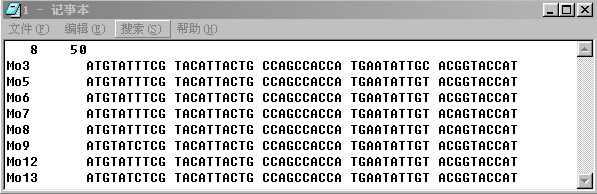 1 - 记事本
文件(F) 编辑(E) 搜索(S) 帮助(H)
8 50
Mo3 ATGTATTTCG TACATTACTG CCAGCCACCA TGAATATTGC ACGGTACCAT
Mo5 ATGTATTTCG TACATTACTG CCAGCCACCA TGAATATTGT ACGGTACCAT
Mo6 ATGTATTTCG TACATTACTG CCAGCCACCA TGAATATTGT ACGGTACCAT
Mo7 ATGTATTTCG TACATTACTG CCAGCCACCA TGAATATTGT ACAGTACCAT
Mo8 ATGTATTTCG TACATTACTG CCAGCCACCA TGAATATTGT ACGGTACCAT
Mo9 ATGTATCTCG TACATTACTG CCAGCCACCA TGAATATTGT ACGGTACCAT
Mo12 ATGTATTTCG TACATTACTG CCAGCCACCA TGAATATTGT ACGGTACCAT
Mo13 ATGTATCTCG TACATTACTG CCAGCCACCA TGAATATTGT ACGGTACCAT